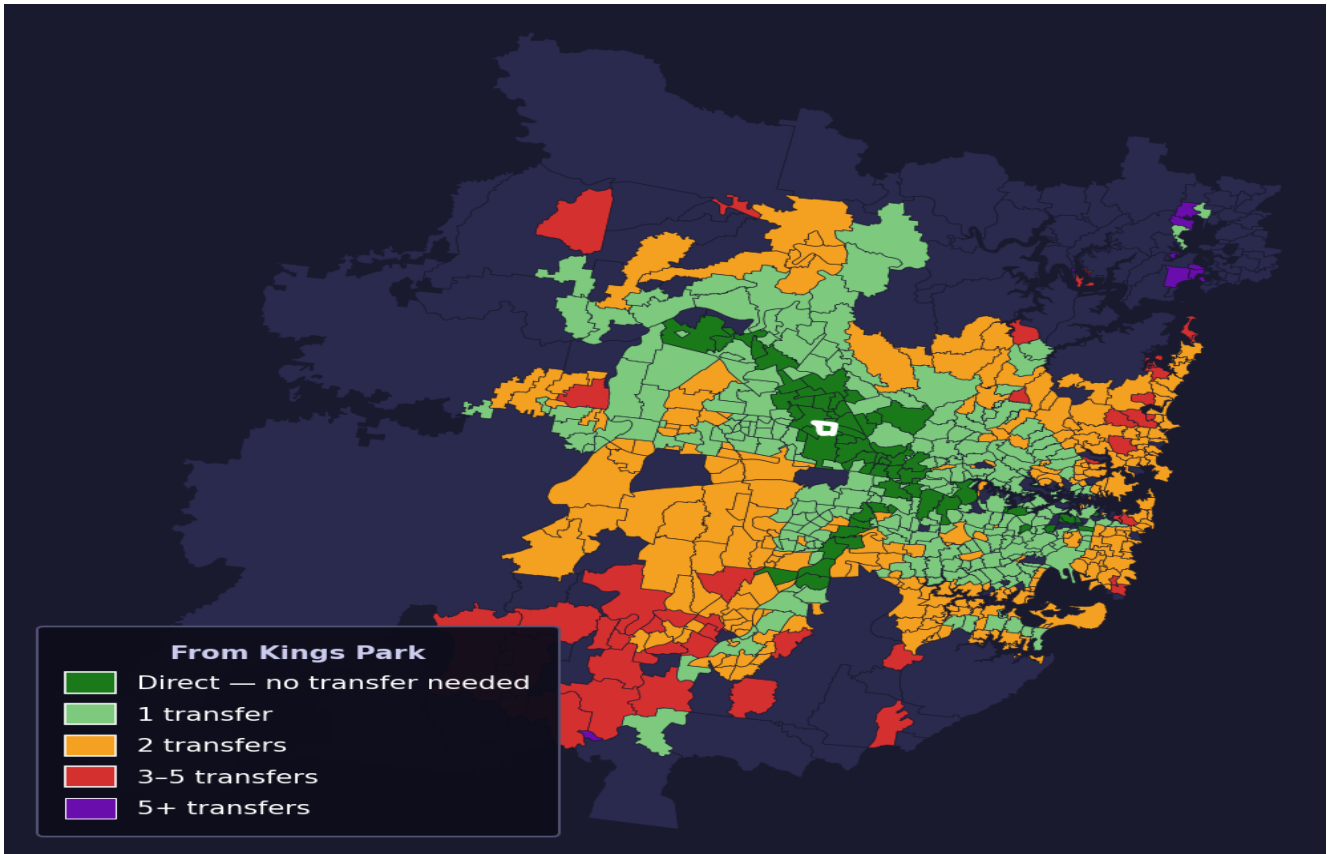 From Kings Park
Direct — no transfer needed
1 transfer
2 transfers
3–5 transfers
5+ transfers